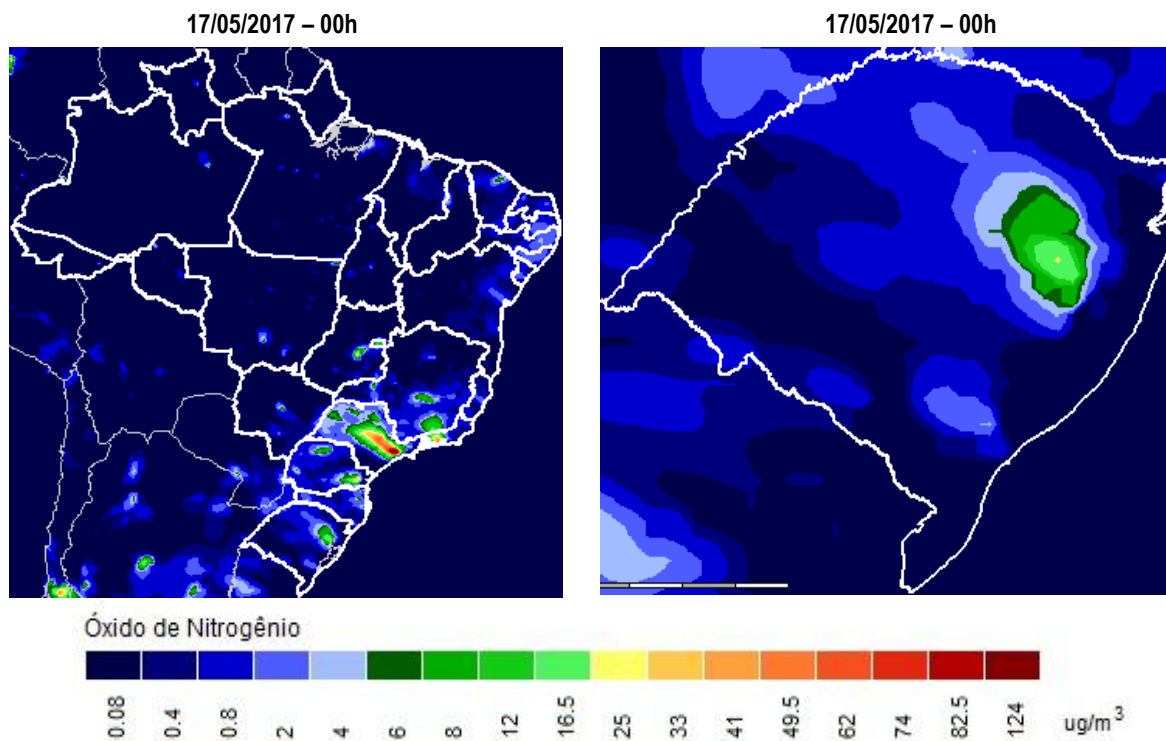 17/05/2017 – 00h
17/05/2017 – 00h
Óxido de Nitrogênio
0.08 0.4 0.8 2 4 6 8 12 16.5 25 33 41 49.5 62 74 82.5 124 ug/m³